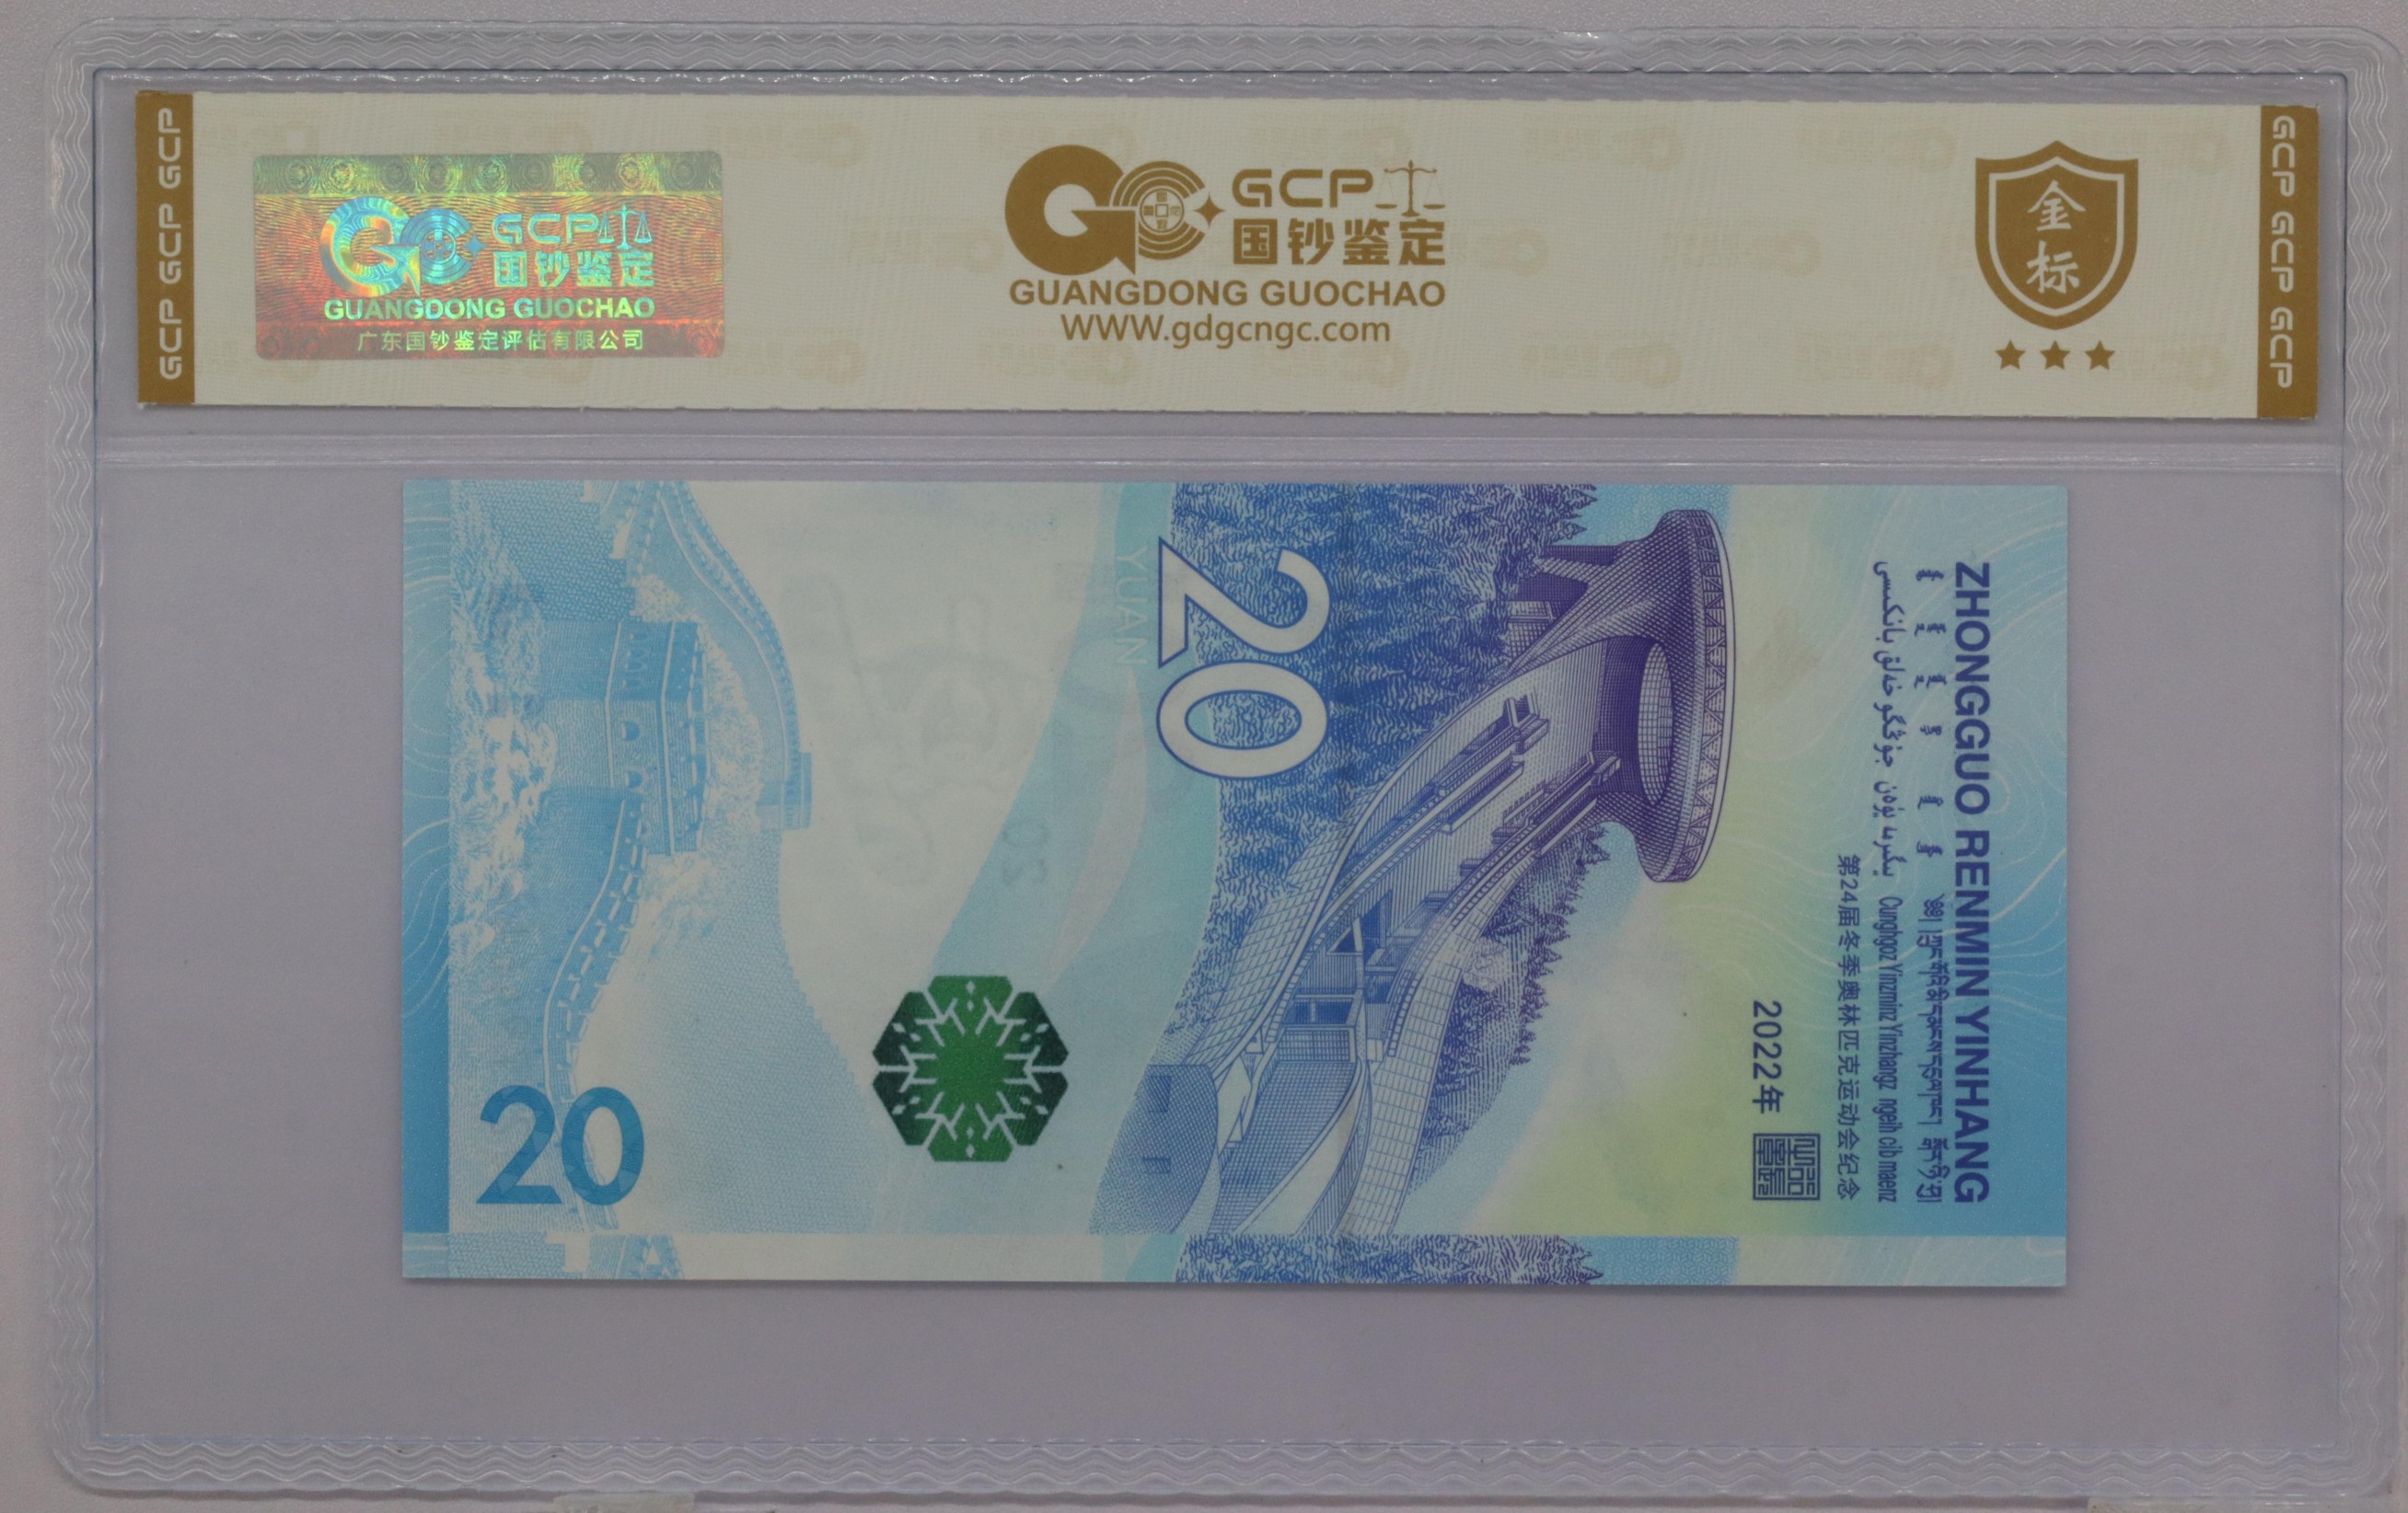 GCP GCP GCP
GCP
国钞鉴定
GUANGDONG GUOCHAO
广东国钞鉴定评估有限公司
GCP
国钞鉴定
GUANGDONG GUOCHAO
WWW.gdgcngc.com
金
标
GCP GCP GCP
ZHONGGUO RENMIN YINHANG
Cunghgoz Yinzminz Yinzhangz ngeih cib maenz
第24届冬季奥林匹克运动会纪念
2022年
20
YUAN
20